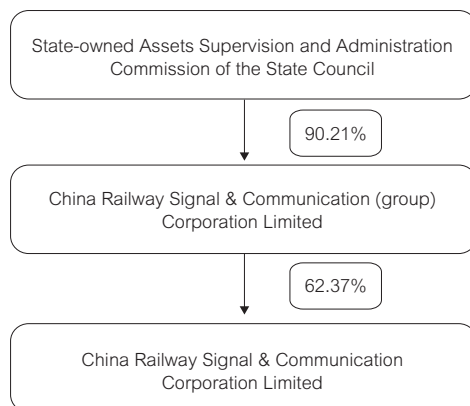 State-owned Assets Supervision and Administration
Commission of the State Council
90.21%
China Railway Signal & Communication (group)
Corporation Limited
62.37%
China Railway Signal & Communication
Corporation Limited